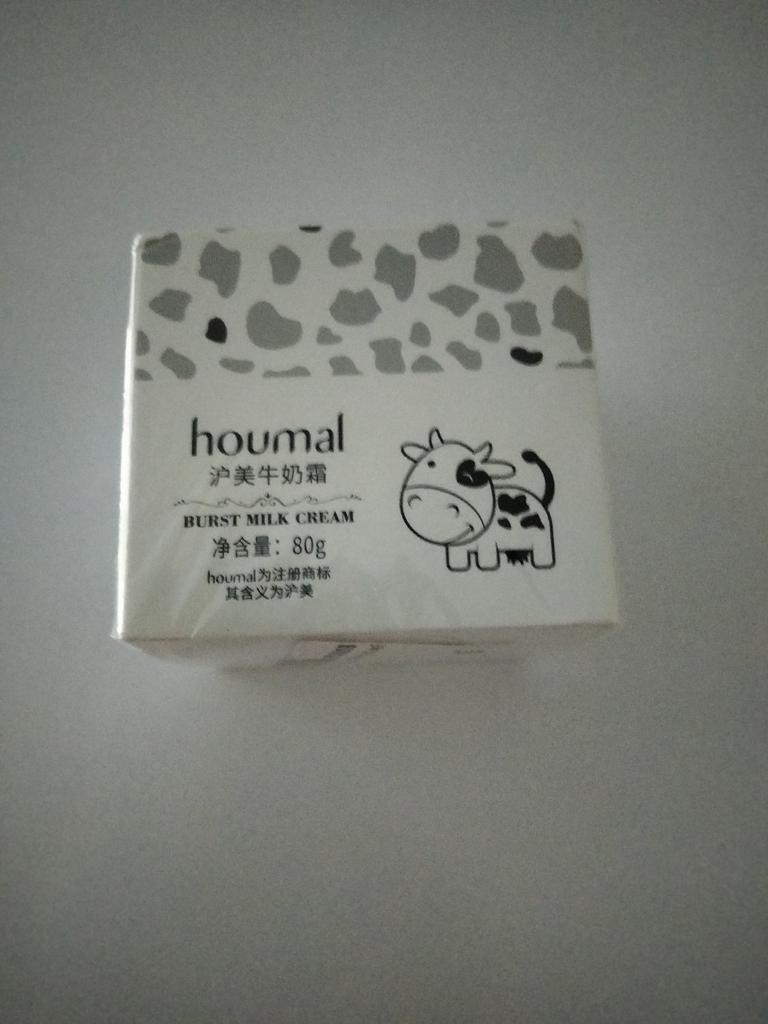 houmal
沪美牛奶霜
BURST MILK CREAM
净含量：80g
houmal为注册商标
其含义为沪美